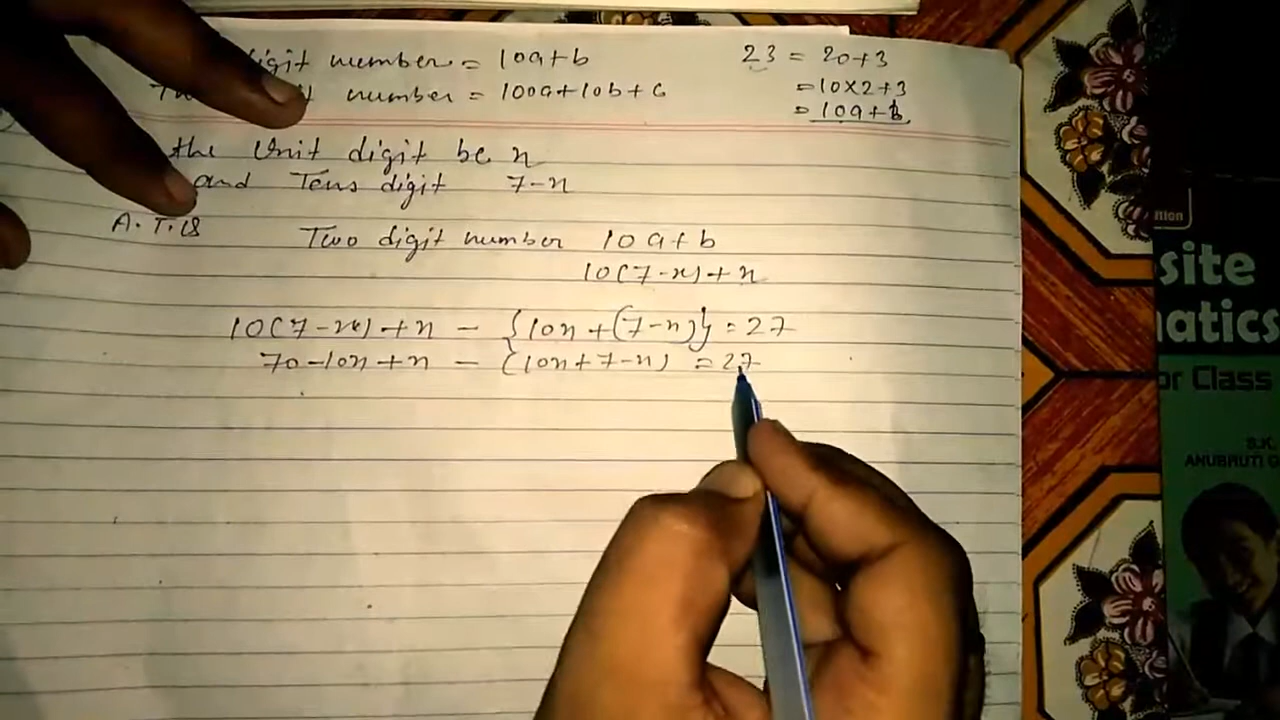 digit number = 10a+b
number = 100a+10b+c
23 = 20+3
=10×2+3
= 10a+b
the Unit digit be x
and Tens digit 7-x
A.T.Q
Two digit number 10a+b
10(7-x)+x
10(7-x)+x - {10x+(7-x)} = 27
70-10x+x - (10x+7-x) = 27
ition
site
atics
or Class
S.K.
ANUBHUTI G